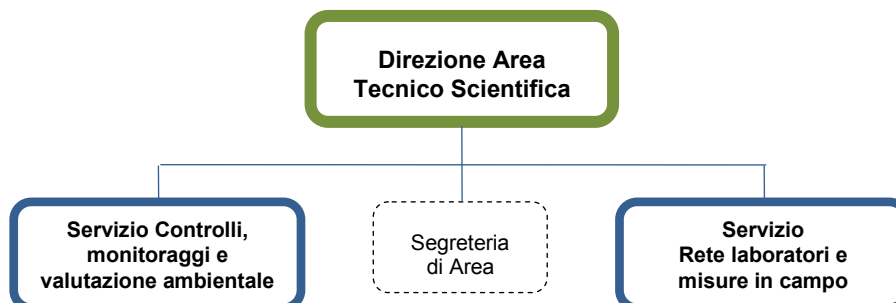 Direzione Area
Tecnico Scientifica
Servizio Controlli,
monitoraggi e
valutazione ambientale
Segreteria
di Area
Servizio
Rete laboratori e
misure in campo